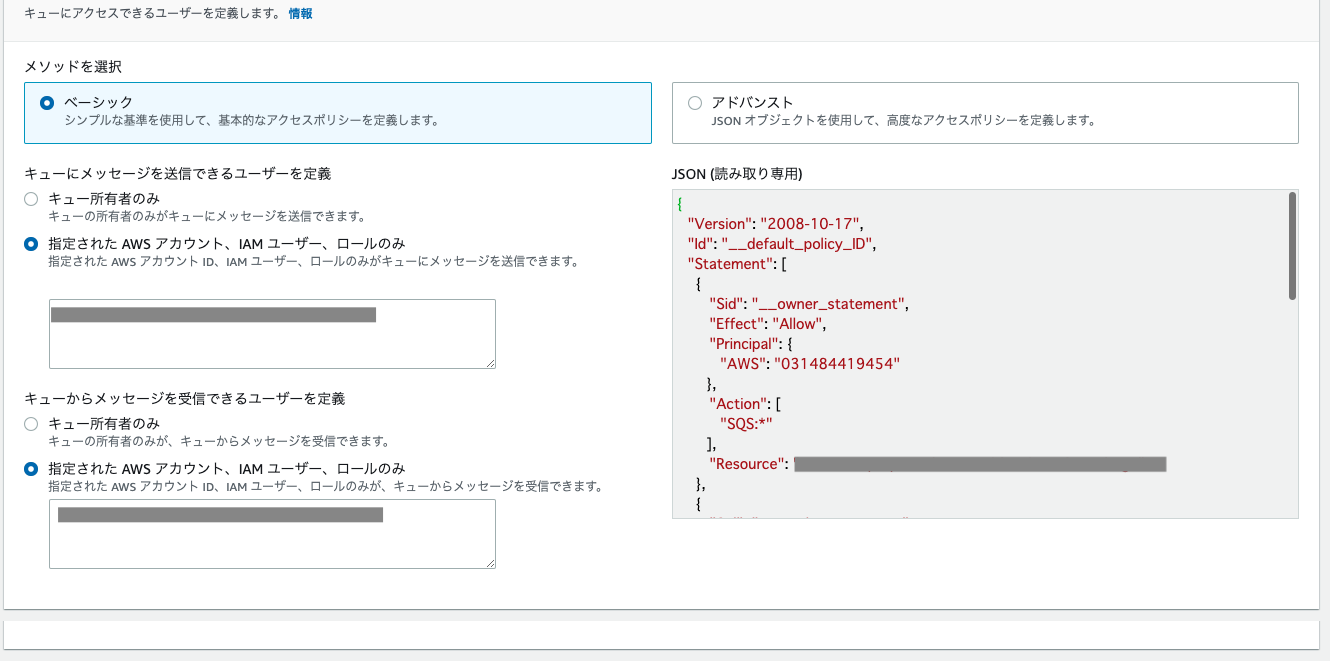 キューにアクセスできるユーザーを定義します。 情報
メソッドを選択
ベーシック
シンプルな基準を使用して、基本的なアクセスポリシーを定義します。
アドバンスト
JSON オブジェクトを使用して、高度なアクセスポリシーを定義します。
キューにメッセージを送信できるユーザーを定義
キュー所有者のみ
キューの所有者のみがキューにメッセージを送信できます。
指定された AWS アカウント、IAM ユーザー、ロールのみ
指定された AWS アカウント ID、IAM ユーザー、ロールのみがキューにメッセージを送信できます。
キューからメッセージを受信できるユーザーを定義
キュー所有者のみ
キューの所有者のみが、キューからメッセージを受信できます。
指定された AWS アカウント、IAM ユーザー、ロールのみ
指定された AWS アカウント ID、IAM ユーザー、ロールのみが、キューからメッセージを受信できます。
JSON (読み取り専用)
{
"Version": "2008-10-17",
"Id": "__default_policy_ID",
"Statement": [
{
"Sid": "__owner_statement",
"Effect": "Allow",
"Principal": {
"AWS": "031484419454"
},
"Action": [
"SQS:*"
],
"Resource":
},
{